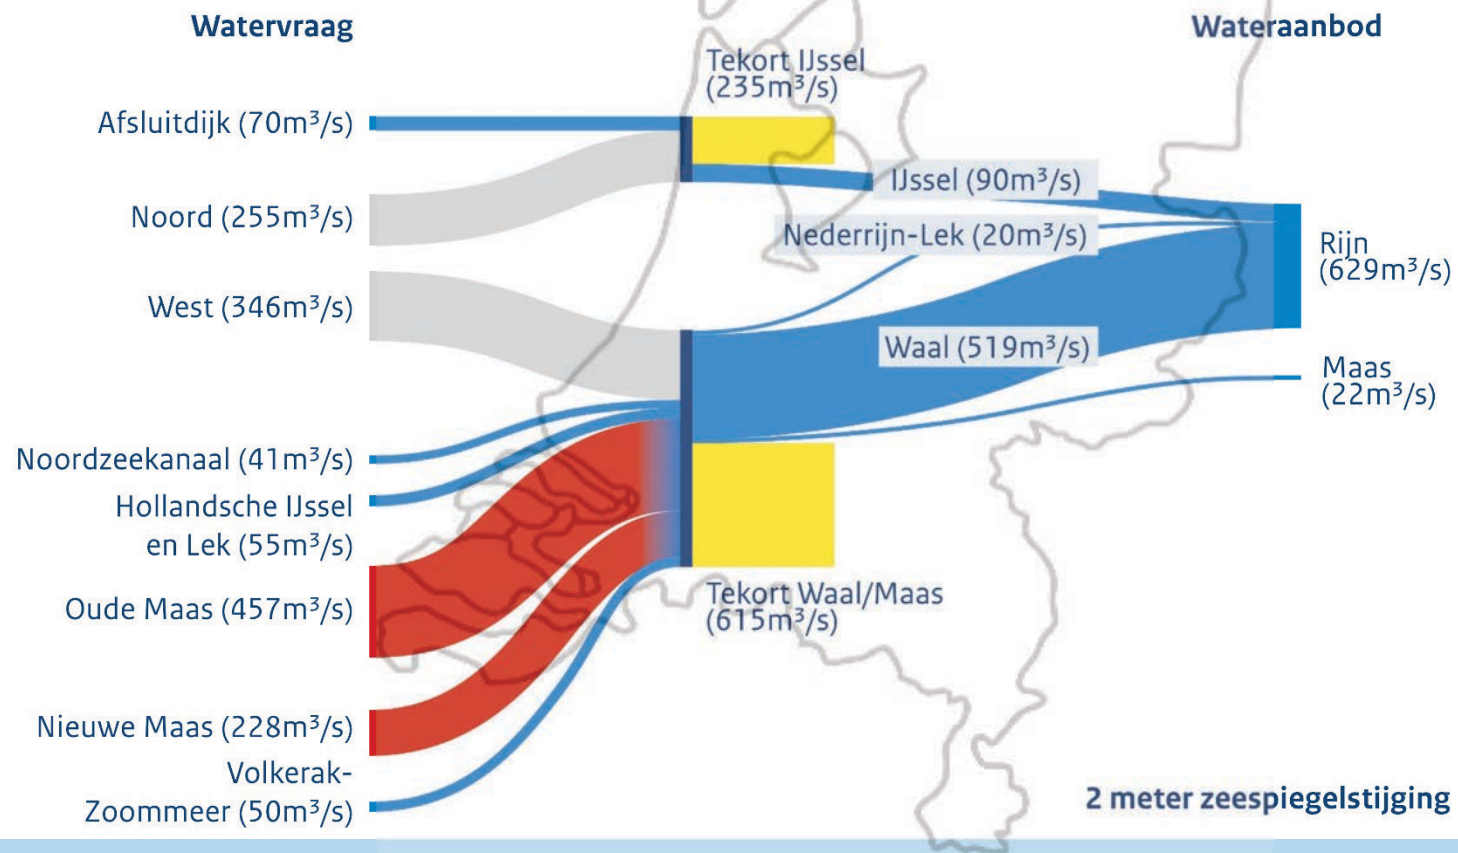 Watervraag
Wateraanbod
Tekort IJssel
(235m³/s)
Afsluitdijk (70m³/s)
IJssel (90m³/s)
Noord (255m³/s)
Nederrijn-Lek (20m³/s)
Rijn
(629m³/s)
West (346m³/s)
Waal (519m³/s)
Maas
(22m³/s)
Noordzeekanaal (41m³/s)
Hollandsche IJssel
en Lek (55m³/s)
Oude Maas (457m³/s)
Tekort Waal/Maas
(615m³/s)
Nieuwe Maas (228m³/s)
Volkerak-
Zoommeer (50m³/s)
2 meter zeespiegelstijging